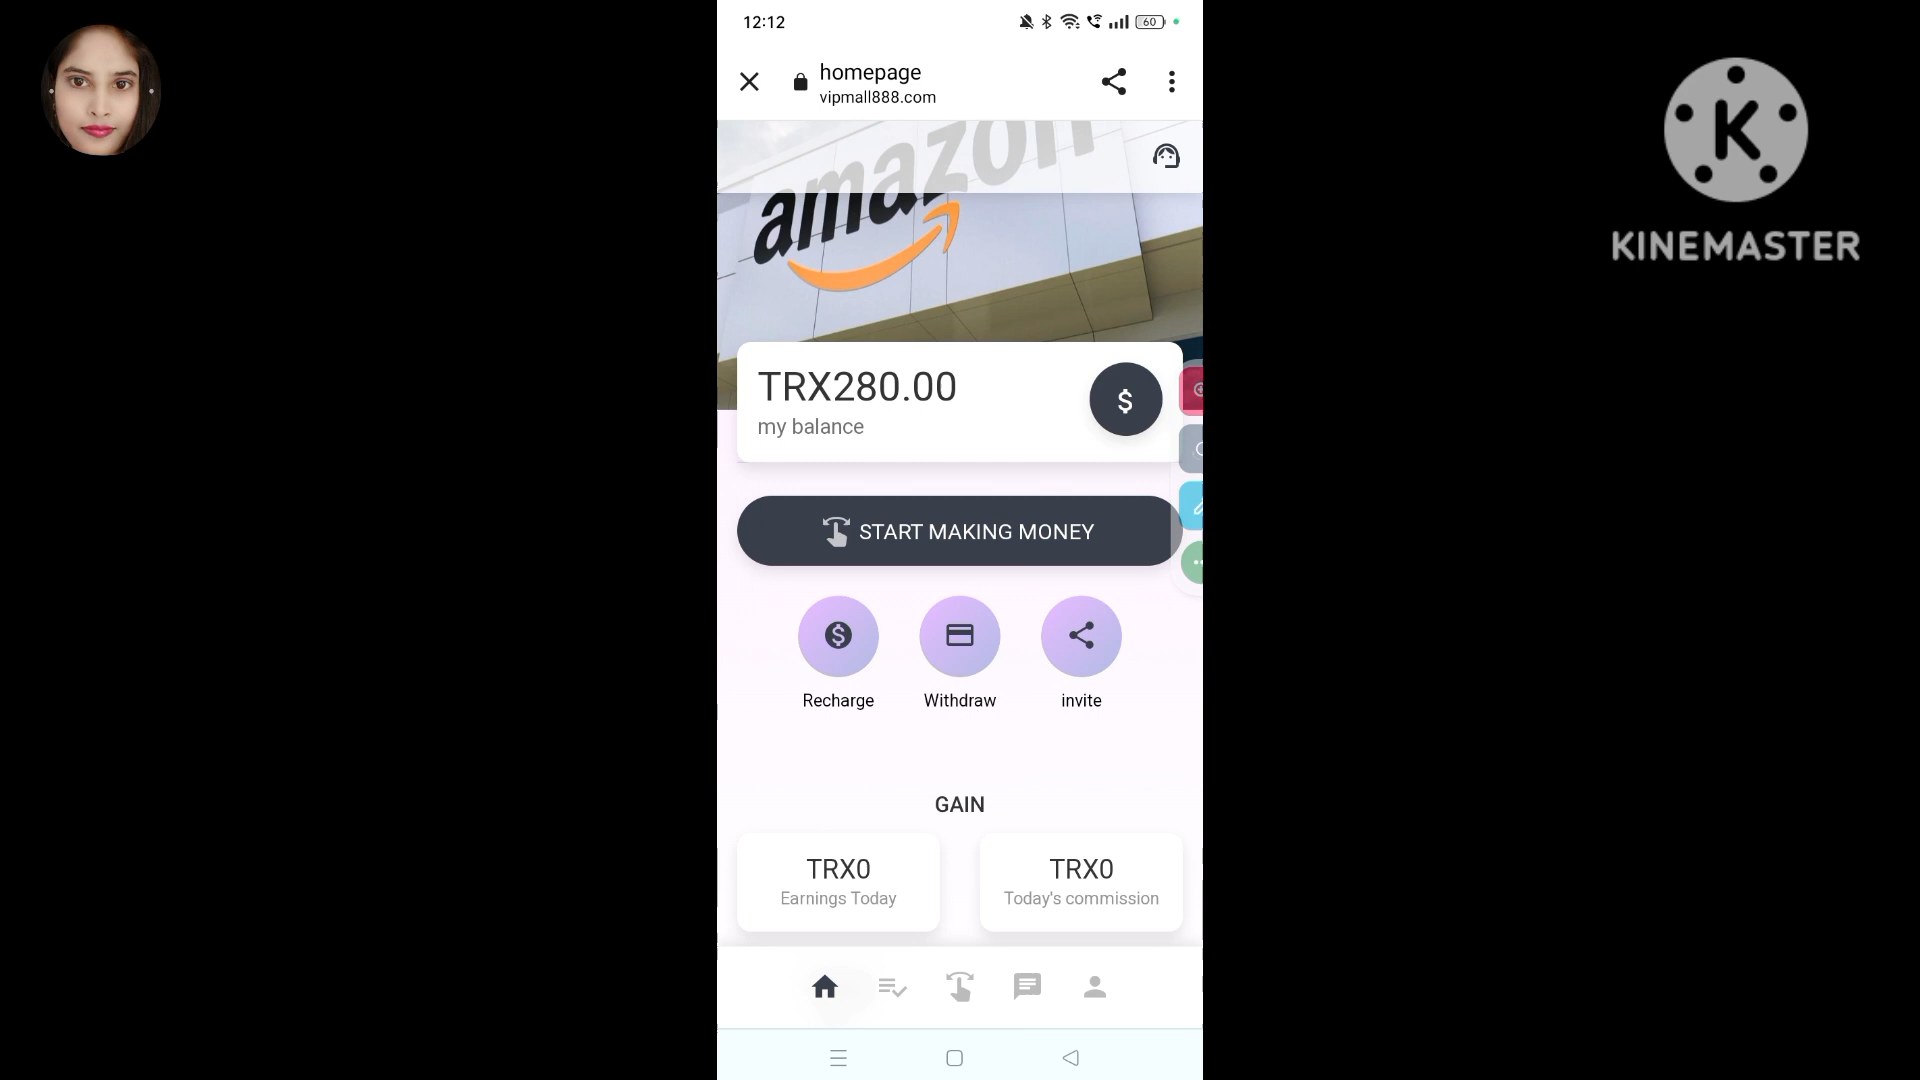 12:12
60
homepage
vipmall888.com
amazon
TRX280.00
$
my balance
START MAKING MONEY
$
Recharge
Withdraw
invite
GAIN
TRX0
TRX0
Earnings Today
Today's commission
K
KINEMASTER